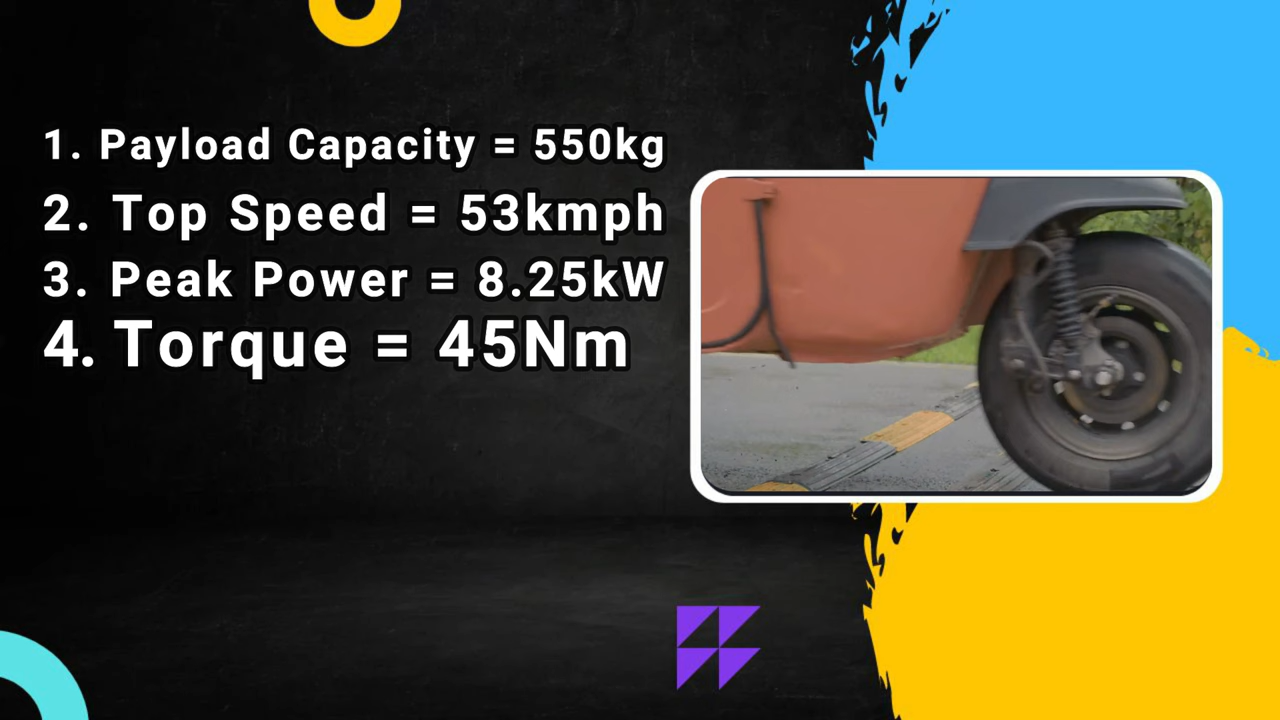 1. Payload Capacity = 550kg
2. Top Speed = 53kmph
3. Peak Power = 8.25kW
4. Torque = 45Nm